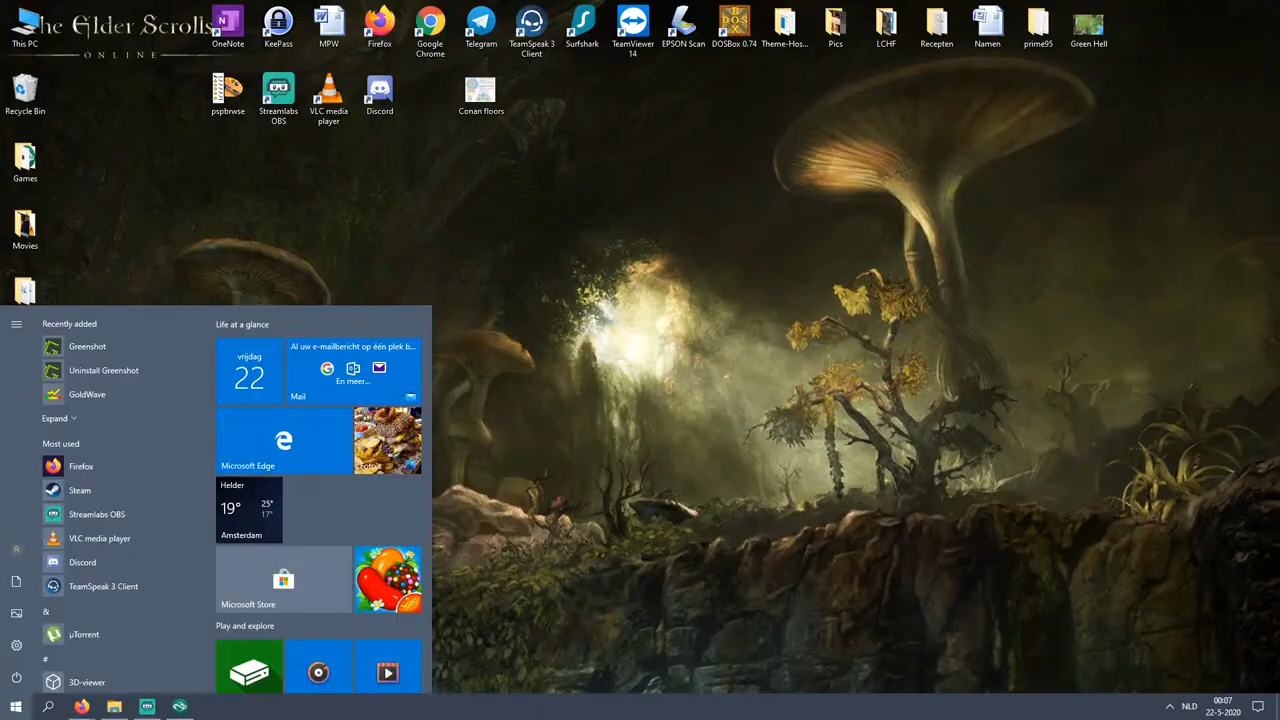 The Elder Scrolls
ONLINE
This PC
OneNote
KeePass
MPW
Firefox
Google
Chrome
Telegram
TeamSpeak 3
Client
Surfshark
TeamViewer
14
EPSON Scan
DOSBox 0.74
Theme-Hos...
Pics
LCHF
Recepten
Namen
prime95
Green Hell
Recycle Bin
pspbrwse
Streamlabs
OBS
VLC media
player
Discord
Conan floors
Games
Movies
Recently added
Greenshot
Uninstall Greenshot
GoldWave
Expand
Most used
Firefox
Steam
Streamlabs OBS
VLC media player
Discord
TeamSpeak 3 Client
&
µTorrent
#
3D-viewer
Life at a glance
vrijdag
22
Al uw e-mailbericht op één plek b...
En meer...
Mail
Microsoft Edge
Foto's
Helder
19°
25°
17°
Amsterdam
Microsoft Store
Play and explore
NLD
00:07
22-5-2020